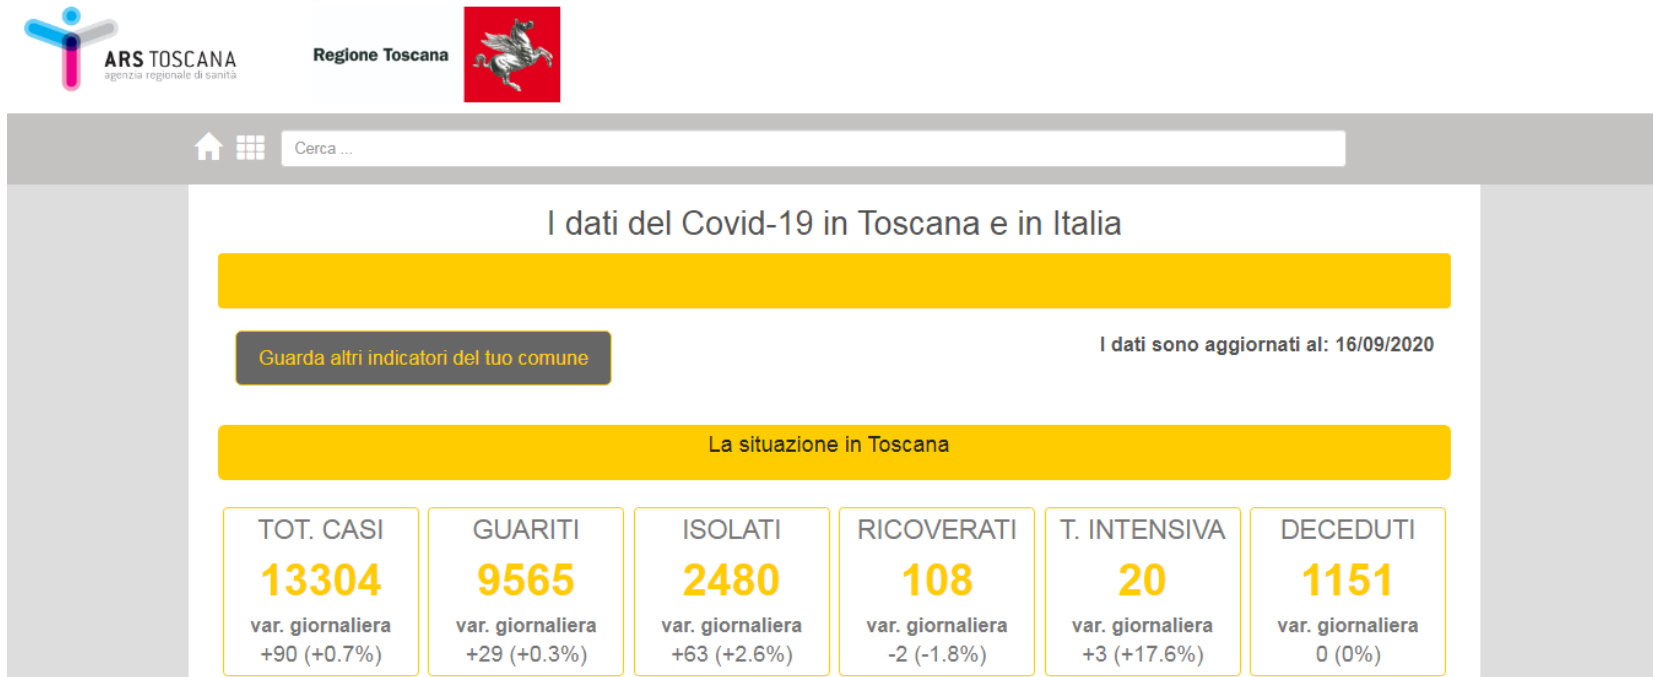 ARS TOSCANA
agenzia regionale di sanità
Regione Toscana
Cerca ...
I dati del Covid-19 in Toscana e in Italia
Guarda altri indicatori del tuo comune
I dati sono aggiornati al: 16/09/2020
La situazione in Toscana
TOT. CASI
13304
var. giornaliera
+90 (+0.7%)
GUARITI
9565
var. giornaliera
+29 (+0.3%)
ISOLATI
2480
var. giornaliera
+63 (+2.6%)
RICOVERATI
108
var. giornaliera
-2 (-1.8%)
T. INTENSIVA
20
var. giornaliera
+3 (+17.6%)
DECEDUTI
1151
var. giornaliera
0 (0%)